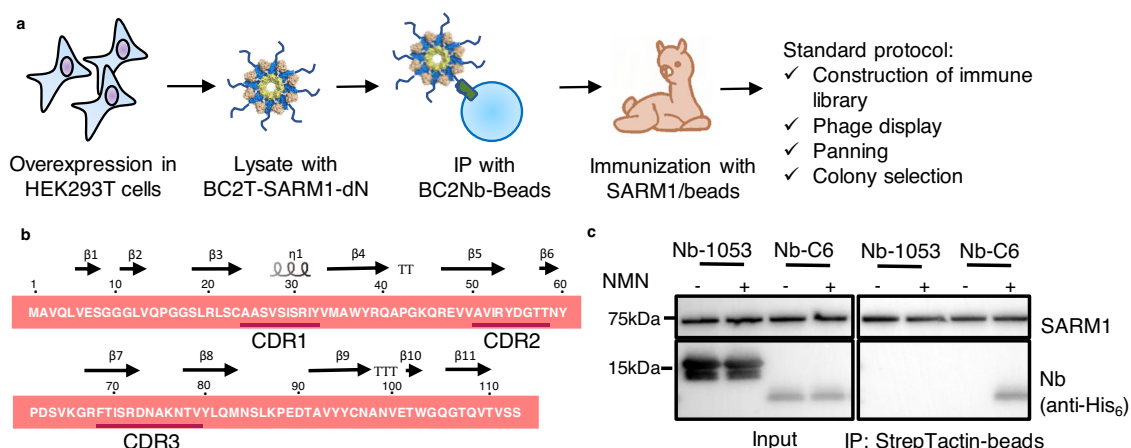 a
Overexpression in
HEK293T cells
Lysate with
BC2T-SARM1-dN
IP with
BC2Nb-Beads
Immunization with
SARM1/beads
Standard protocol:
✓ Construction of immune
library
✓ Phage display
✓ Panning
✓ Colony selection
b
β1 β2 β3 η1 β4 TT β5 β6
1 10 20 30 40 50 60
MAVQLVESGGGLVQPGGSLRLSCAASVSISRIYVMAWYRQAPGKQREVVAVIRYDGTTNY
CDR1 CDR2
β7 β8 β9 TTT β10 β11
70 80 90 100 110
PDSVKGRFTISRDNAKNTVYLQMNSLKPEDTAVYYCNANVETWGQGTQVTVSS
CDR3
c
Nb-1053 Nb-C6 Nb-1053 Nb-C6
NMN - + - + - + - +
75kDa SARM1
15kDa Nb
(anti-His6)
Input IP: StrepTactin-beads